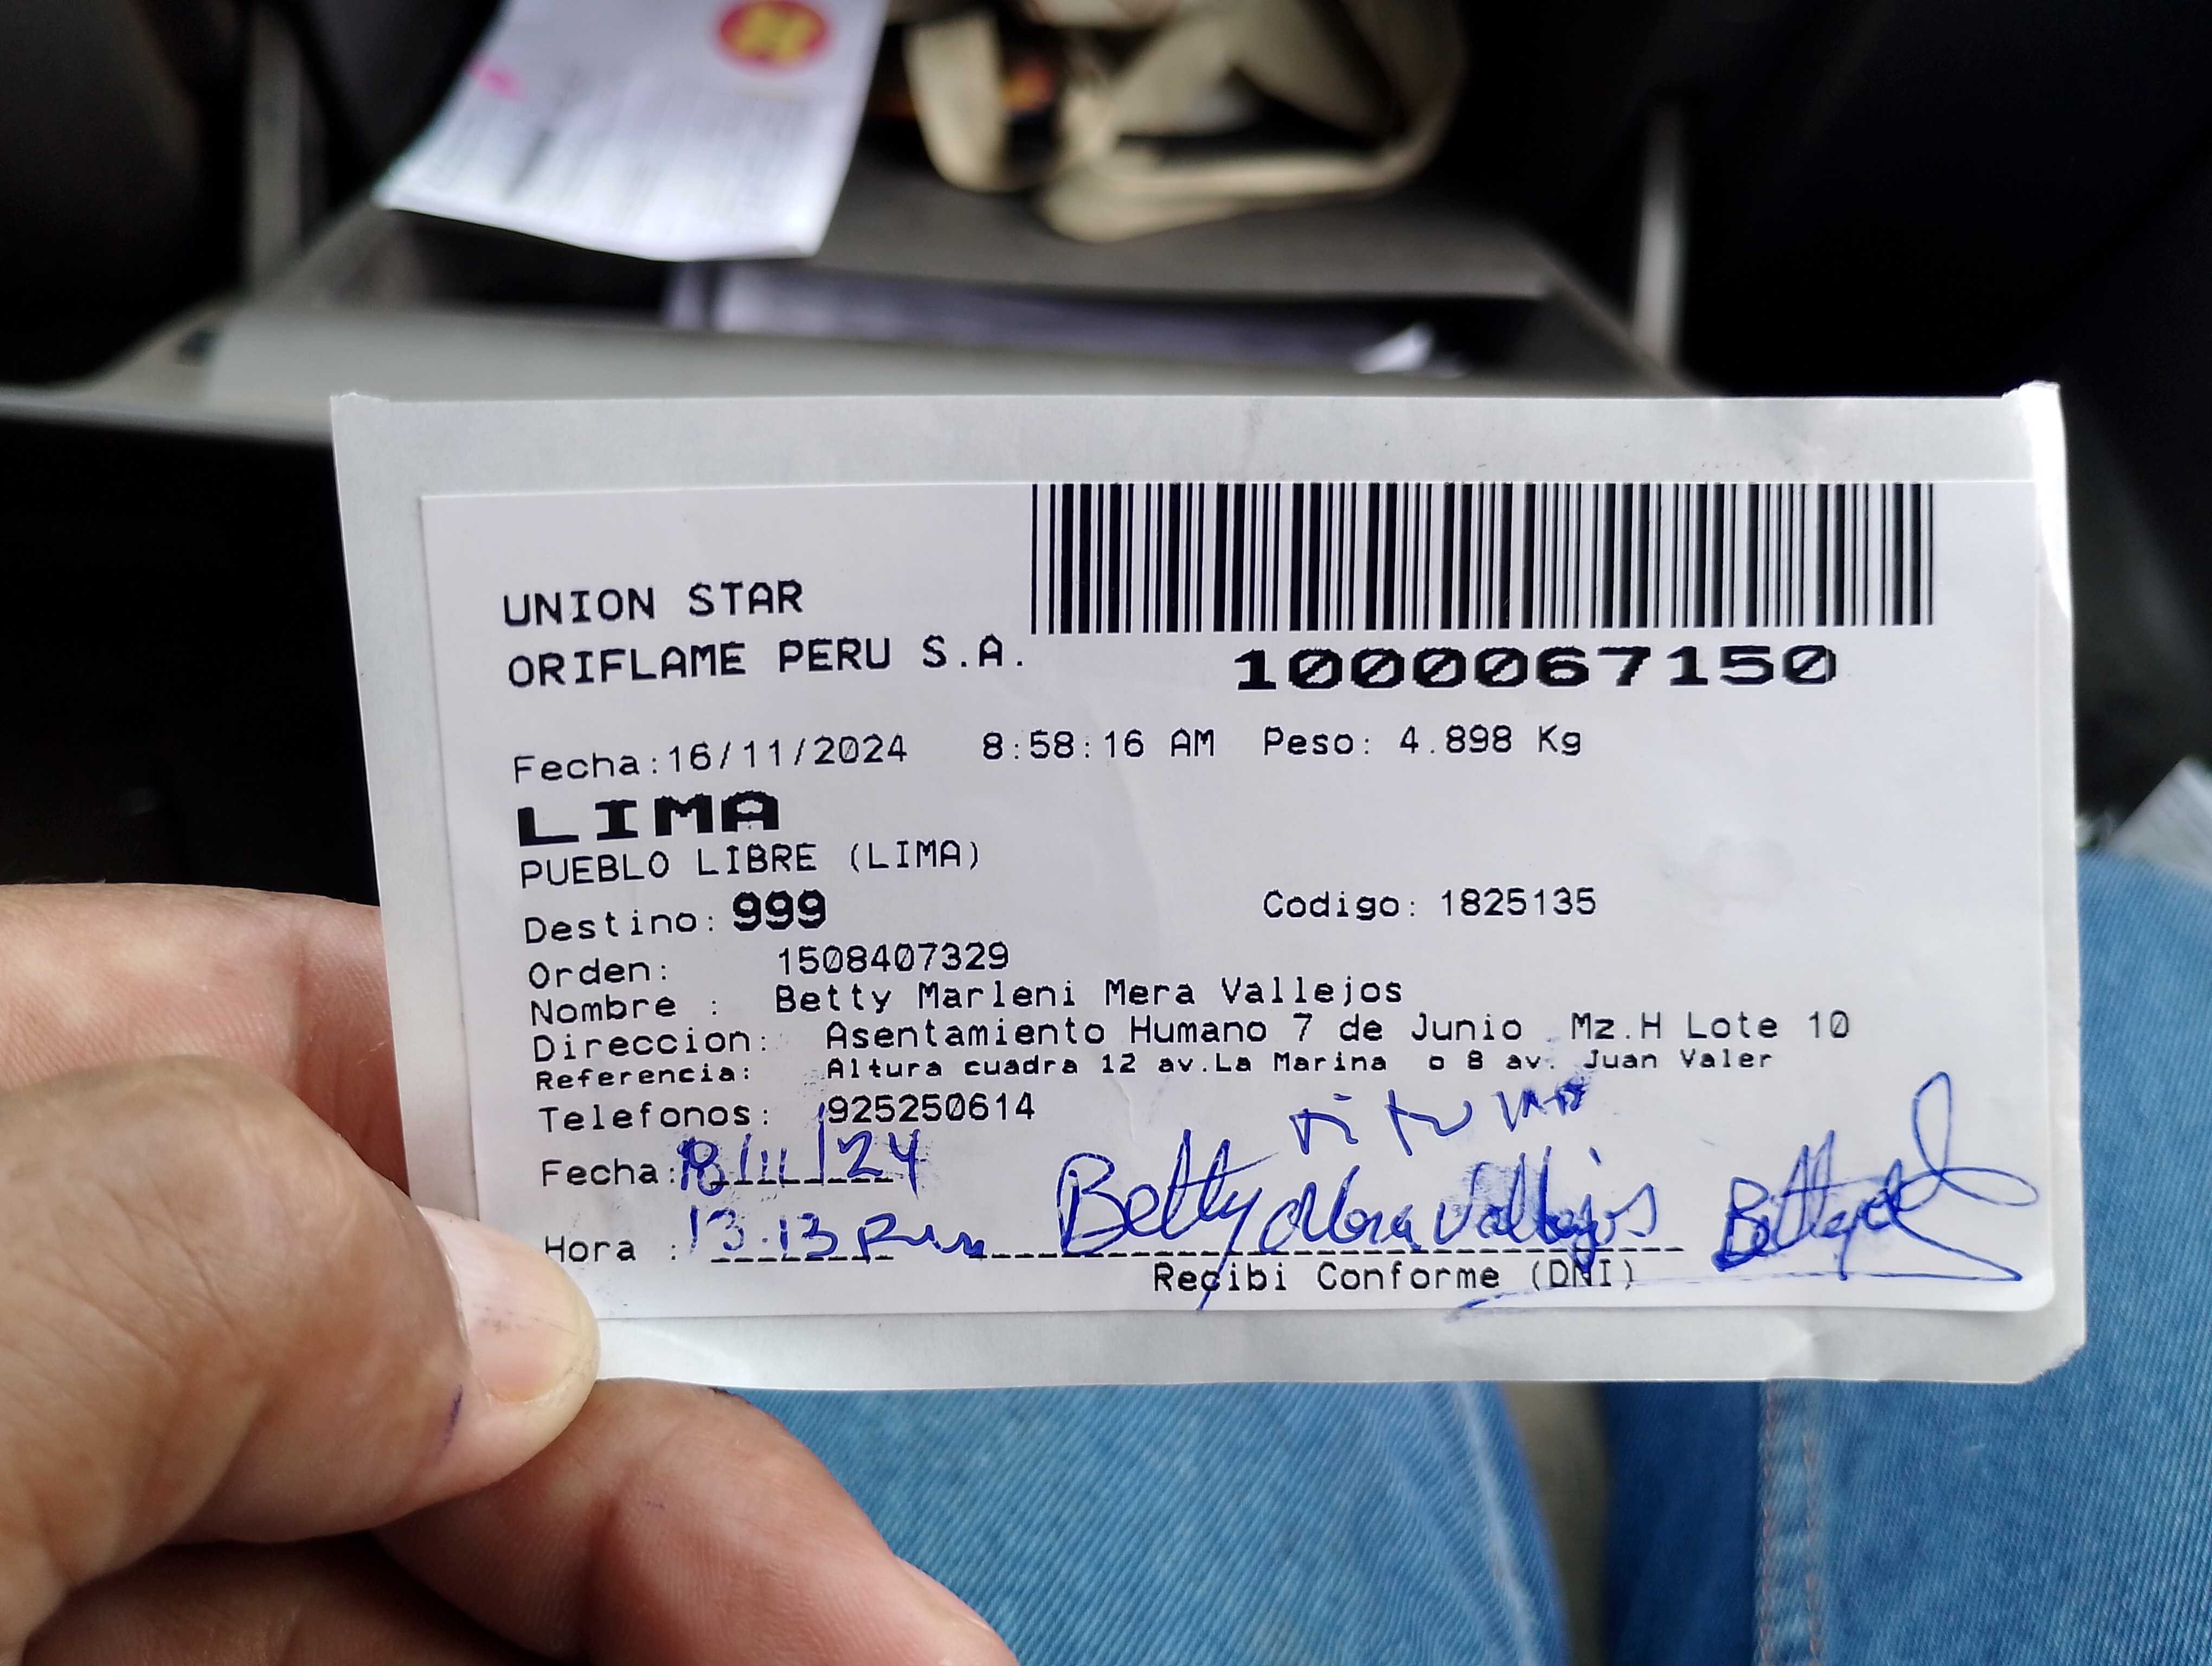 UNION STAR
ORIFLAME PERU S.A.
1000067150
Fecha:16/11/2024 8:58:16 AM Peso: 4.898 Kg
LIMA
PUEBLO LIBRE (LIMA)
Destino: 999 Codigo: 1825135
Orden: 1508407329
Nombre : Betty Marleni Mera Vallejos
Direccion: Asentamiento Humano 7 de Junio Mz.H Lote 10
Referencia: Altura cuadra 12 av.La Marina o 8 av. Juan Valer
Telefonos: 925250614
Fecha: 18/11/24
Hora : 13:13 Betty Mera Vallejos
Recibi Conforme (DNI)